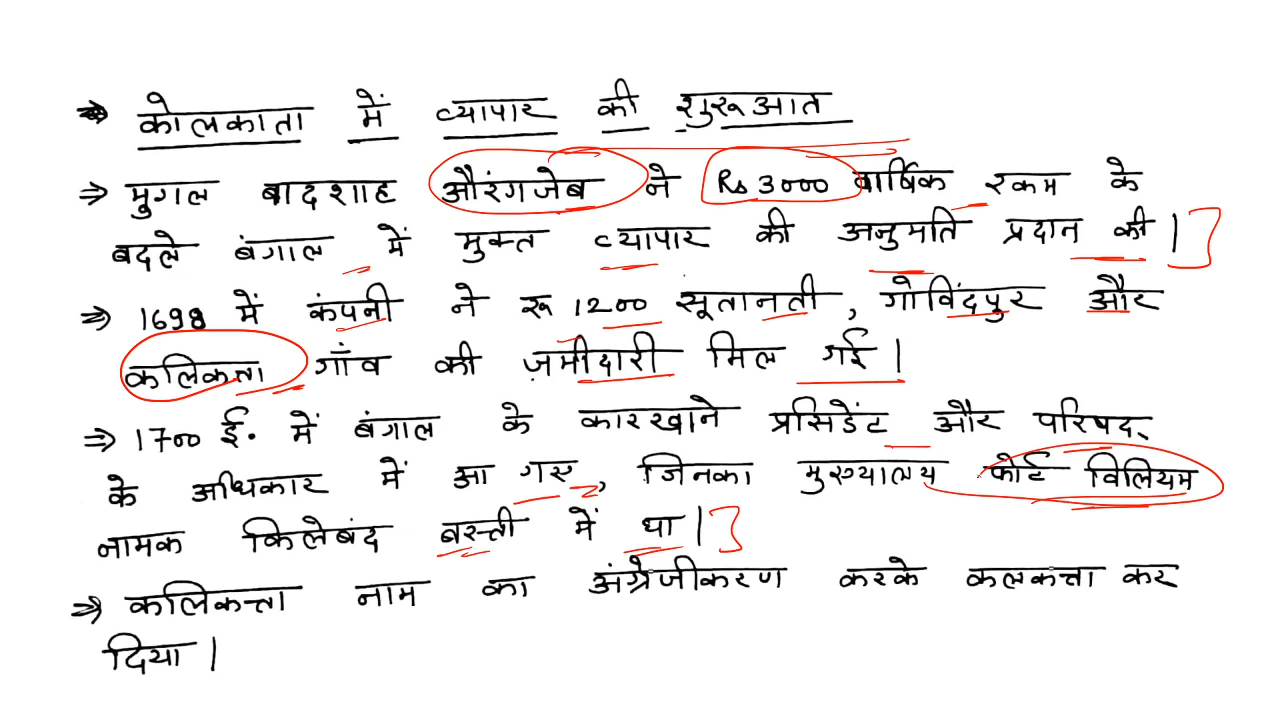 ⇒ कोलकाता में व्यापार की शुरूआत
⇒ मुगल बादशाह औरंगजेब ने Rs 3000 वार्षिक रकम के
बदले बंगाल में मुक्त व्यापार की अनुमति प्रदान की |
⇒ 1698 में कंपनी ने रू 1200 सूतानती, गोविंदपुर और
कलिकत्ता गाँव की ज़मीदारी मिल गई |
⇒ 1700 ई. में बंगाल के कारखाने प्रसिडेंट और परिषद्
के अधिकार में आ गए, जिनका मुख्यालय फोर्ट विलियम
नामक किलेबंद बस्ती में था |
⇒ कलिकत्ता नाम का अंग्रेजीकरण करके कलकत्ता कर
दिया |